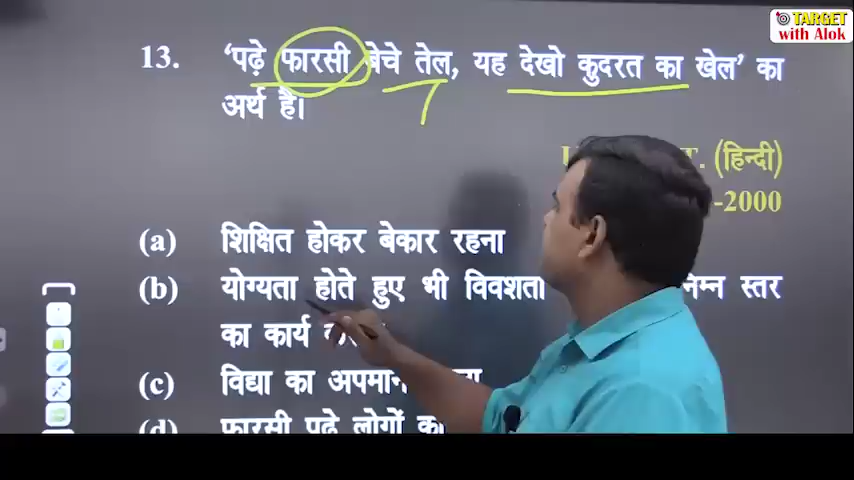 TARGET
with Alok
13. 'पढ़े फारसी बेचे तेल, यह देखो कुदरत का खेल' का
अर्थ है।
(हिन्दी)
-2000
(a) शिक्षित होकर बेकार रहना
(b) योग्यता होते हुए भी विवशता निम्न स्तर
का कार्य
(c) विद्या का अपमान
(d) फारसी पढ़े लोगों का